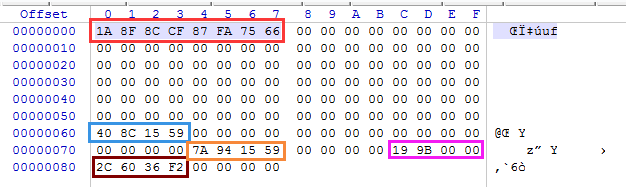 Offset 0 1 2 3 4 5 6 7 8 9 A B C D E F
00000000 1A 8F 8C CF 87 FA 75 66 00 00 00 00 00 00 00 00 ŒÏ‡úuf
00000010 00 00 00 00 00 00 00 00 00 00 00 00 00 00 00 00
00000020 00 00 00 00 00 00 00 00 00 00 00 00 00 00 00 00
00000030 00 00 00 00 00 00 00 00 00 00 00 00 00 00 00 00
00000040 00 00 00 00 00 00 00 00 00 00 00 00 00 00 00 00
00000050 00 00 00 00 00 00 00 00 00 00 00 00 00 00 00 00
00000060 40 8C 15 59 00 00 00 00 00 00 00 00 00 00 00 00 @Œ Y
00000070 00 00 00 00 7A 94 15 59 00 00 00 00 19 9B 00 00 z” Y ›
00000080 2C 60 36 F2 00 00 00 00 00 00 00 00 00 00 00 00 ,`6ò